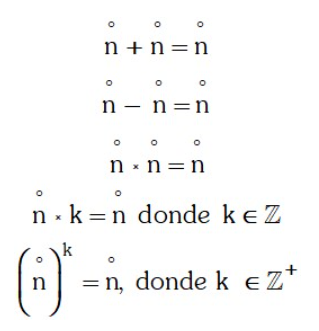 n̊ + n̊ = n̊
n̊ − n̊ = n̊
n̊ × n̊ = n̊
n̊ × k = n̊ donde k ∈ ℤ
(n̊)^k = n̊, donde k ∈ ℤ⁺